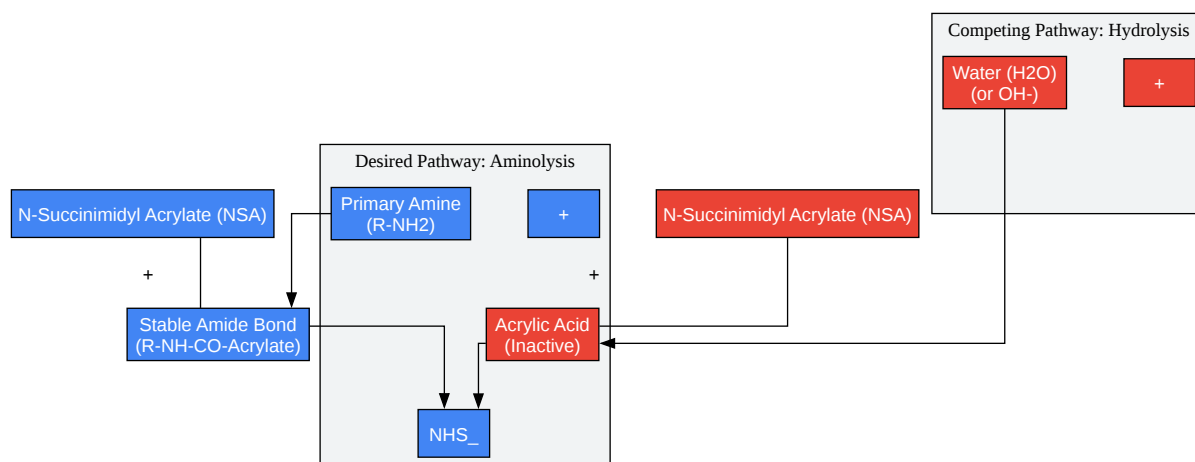 Competing Pathway: Hydrolysis
Water (H2O)
(or OH-)
+
Desired Pathway: Aminolysis
N-Succinimidyl Acrylate (NSA)
Primary Amine
(R-NH2)
+
N-Succinimidyl Acrylate (NSA)
+
+
Stable Amide Bond
(R-NH-CO-Acrylate)
Acrylic Acid
(Inactive)
NHS_